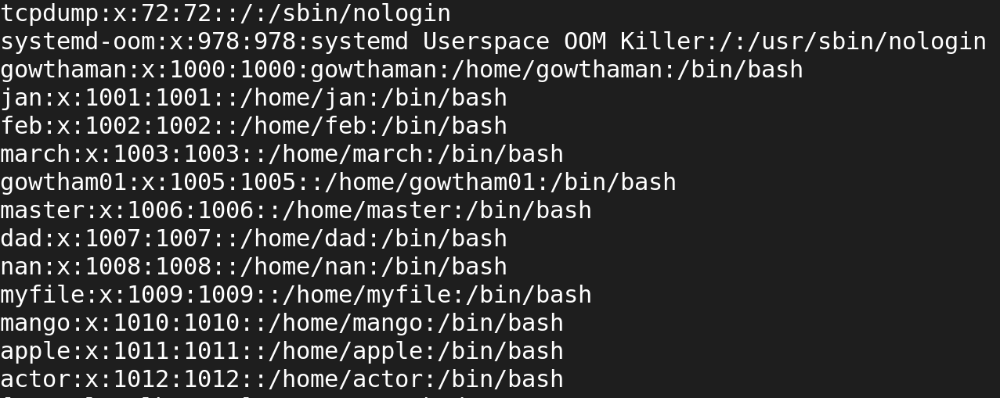 tcpdump:x:72:72::/:/sbin/nologin
systemd-oom:x:978:978:systemd Userspace OOM Killer:/:/usr/sbin/nologin
gowthaman:x:1000:1000:gowthaman:/home/gowthaman:/bin/bash
jan:x:1001:1001::/home/jan:/bin/bash
feb:x:1002:1002::/home/feb:/bin/bash
march:x:1003:1003::/home/march:/bin/bash
gowtham01:x:1005:1005::/home/gowtham01:/bin/bash
master:x:1006:1006::/home/master:/bin/bash
dad:x:1007:1007::/home/dad:/bin/bash
nan:x:1008:1008::/home/nan:/bin/bash
myfile:x:1009:1009::/home/myfile:/bin/bash
mango:x:1010:1010::/home/mango:/bin/bash
apple:x:1011:1011::/home/apple:/bin/bash
actor:x:1012:1012::/home/actor:/bin/bash